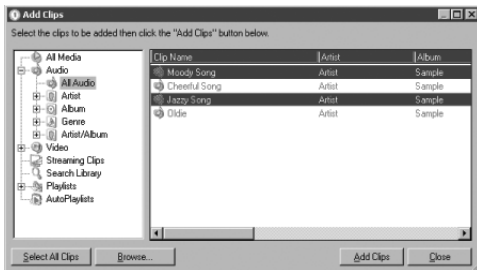 Add Clips
Select the clips to be added then click the "Add Clips" button below.
All Media
Audio
All Audio
Artist
Album
Genre
Artist/Album
Video
Streaming Clips
Search Library
Playlists
AutoPlaylists
Clip Name Artist Album
Moody Song Artist Sample
Cheerful Song Artist Sample
Jazzy Song Artist Sample
Oldie Artist Sample
Select All Clips Browse... Add Clips Close